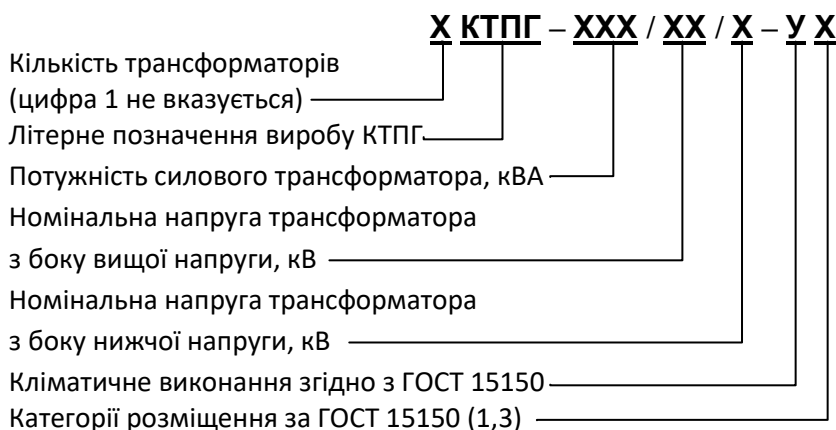 Х КТПГ – ХХХ / ХХ / Х – У Х
Кількість трансформаторів
(цифра 1 не вказується)
Літерне позначення виробу КТПГ
Потужність силового трансформатора, кВА
Номінальна напруга трансформатора
з боку вищої напруги, кВ
Номінальна напруга трансформатора
з боку нижчої напруги, кВ
Кліматичне виконання згідно з ГОСТ 15150
Категорії розміщення за ГОСТ 15150 (1,3)